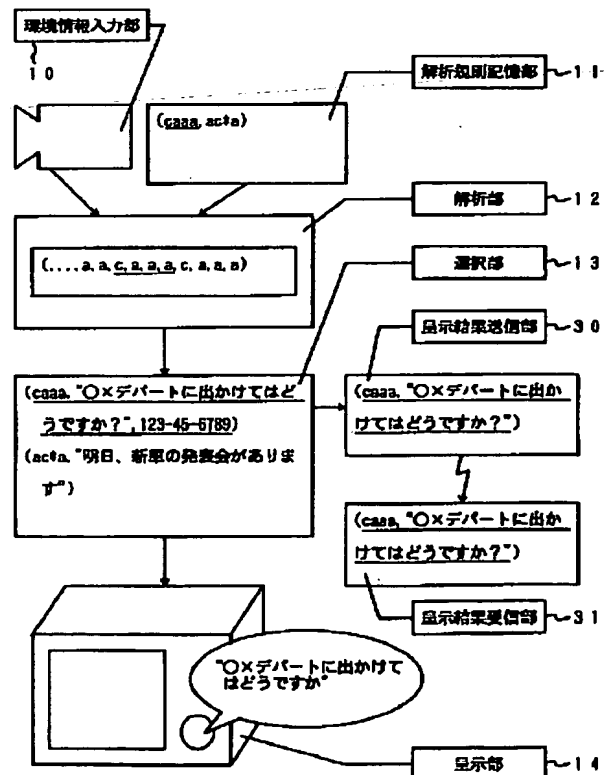 環境情報入力部
10
解析規則記憶部 11
(caaa, ac*a)
解析部 12
(....a,a,c,a,a,a,c,a,a,a)
選択部 13
呈示結果送信部 30
(caaa, "〇×デパートに出かけてはど
うですか?", 123-45-6789)
(ac*a, "明日、新車の発表会がありま
す")
(caaa, "〇×デパートに出か
けてはどうですか?")
(caaa, "〇×デパートに出か
けてはどうですか?")
呈示結果受信部 31
"〇×デパートに出かけて
はどうですか"
呈示部 14